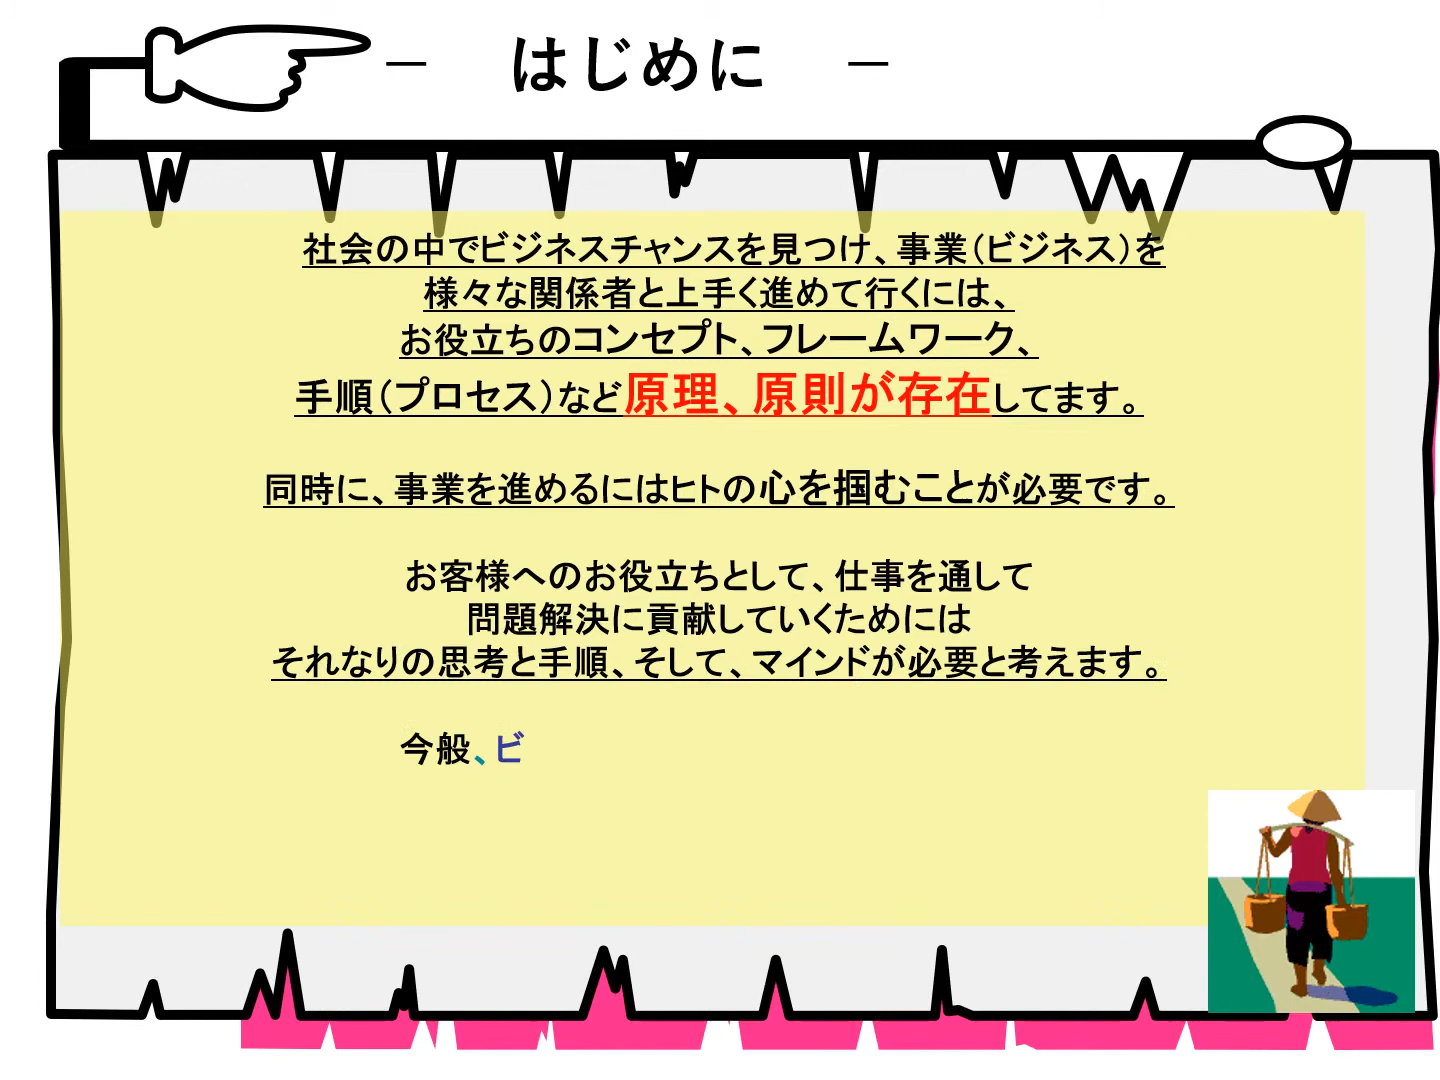 ― はじめに ―
社会の中でビジネスチャンスを見つけ、事業（ビジネス）を
様々な関係者と上手く進めて行くには、
お役立ちのコンセプト、フレームワーク、
手順（プロセス）など原理、原則が存在してます。
同時に、事業を進めるにはヒトの心を掴むことが必要です。
お客様へのお役立ちとして、仕事を通して
問題解決に貢献していくためには
それなりの思考と手順、そして、マインドが必要と考えます。
今般、ビ